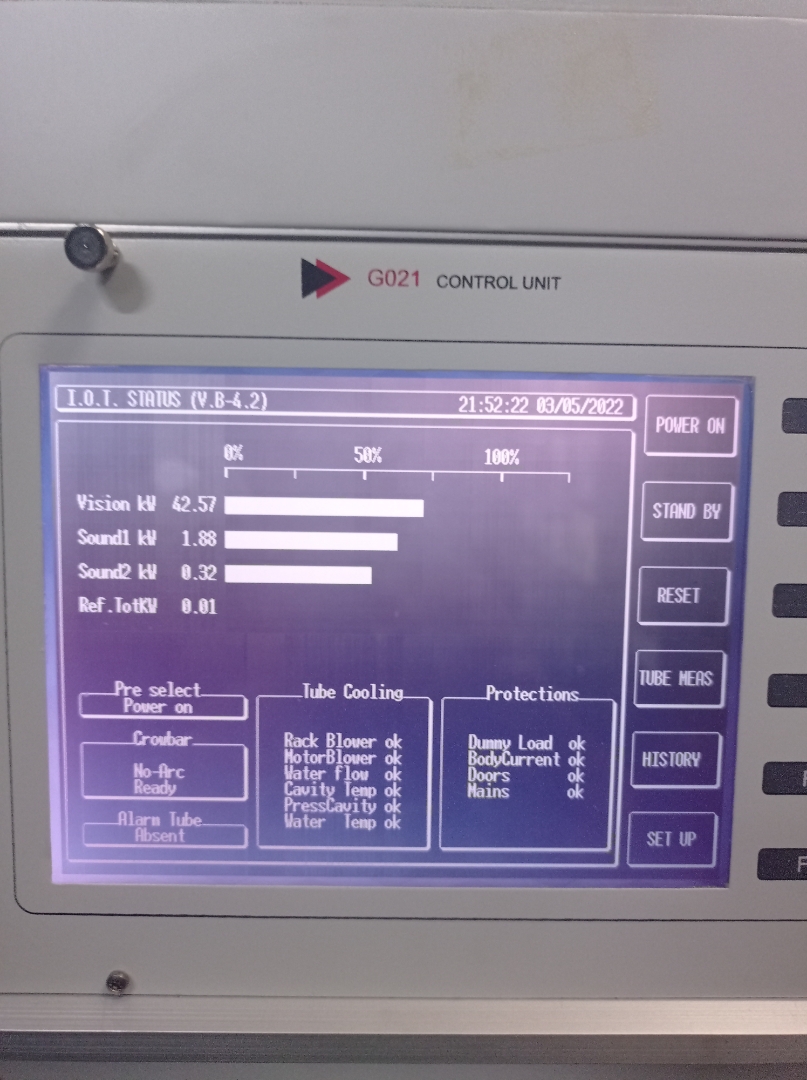 G021 CONTROL UNIT
I.O.T. STATUS (V.B-4.2) 21:52:22 03/05/2022
POWER ON
0% 50% 100%
Vision kW 42.57
STAND BY
Sound1 kW 1.88
Sound2 kW 0.32
RESET
Ref.TotKW 0.01
TUBE MEAS
Pre select
Power on
Crowbar
No-Arc
Ready
Alarm Tube
Absent
Tube Cooling
Rack Blower ok
MotorBlower ok
Water flow ok
Cavity Temp ok
PressCavity ok
Water Temp ok
Protections
Dummy Load ok
BodyCurrent ok
Doors ok
Mains ok
HISTORY
SET UP